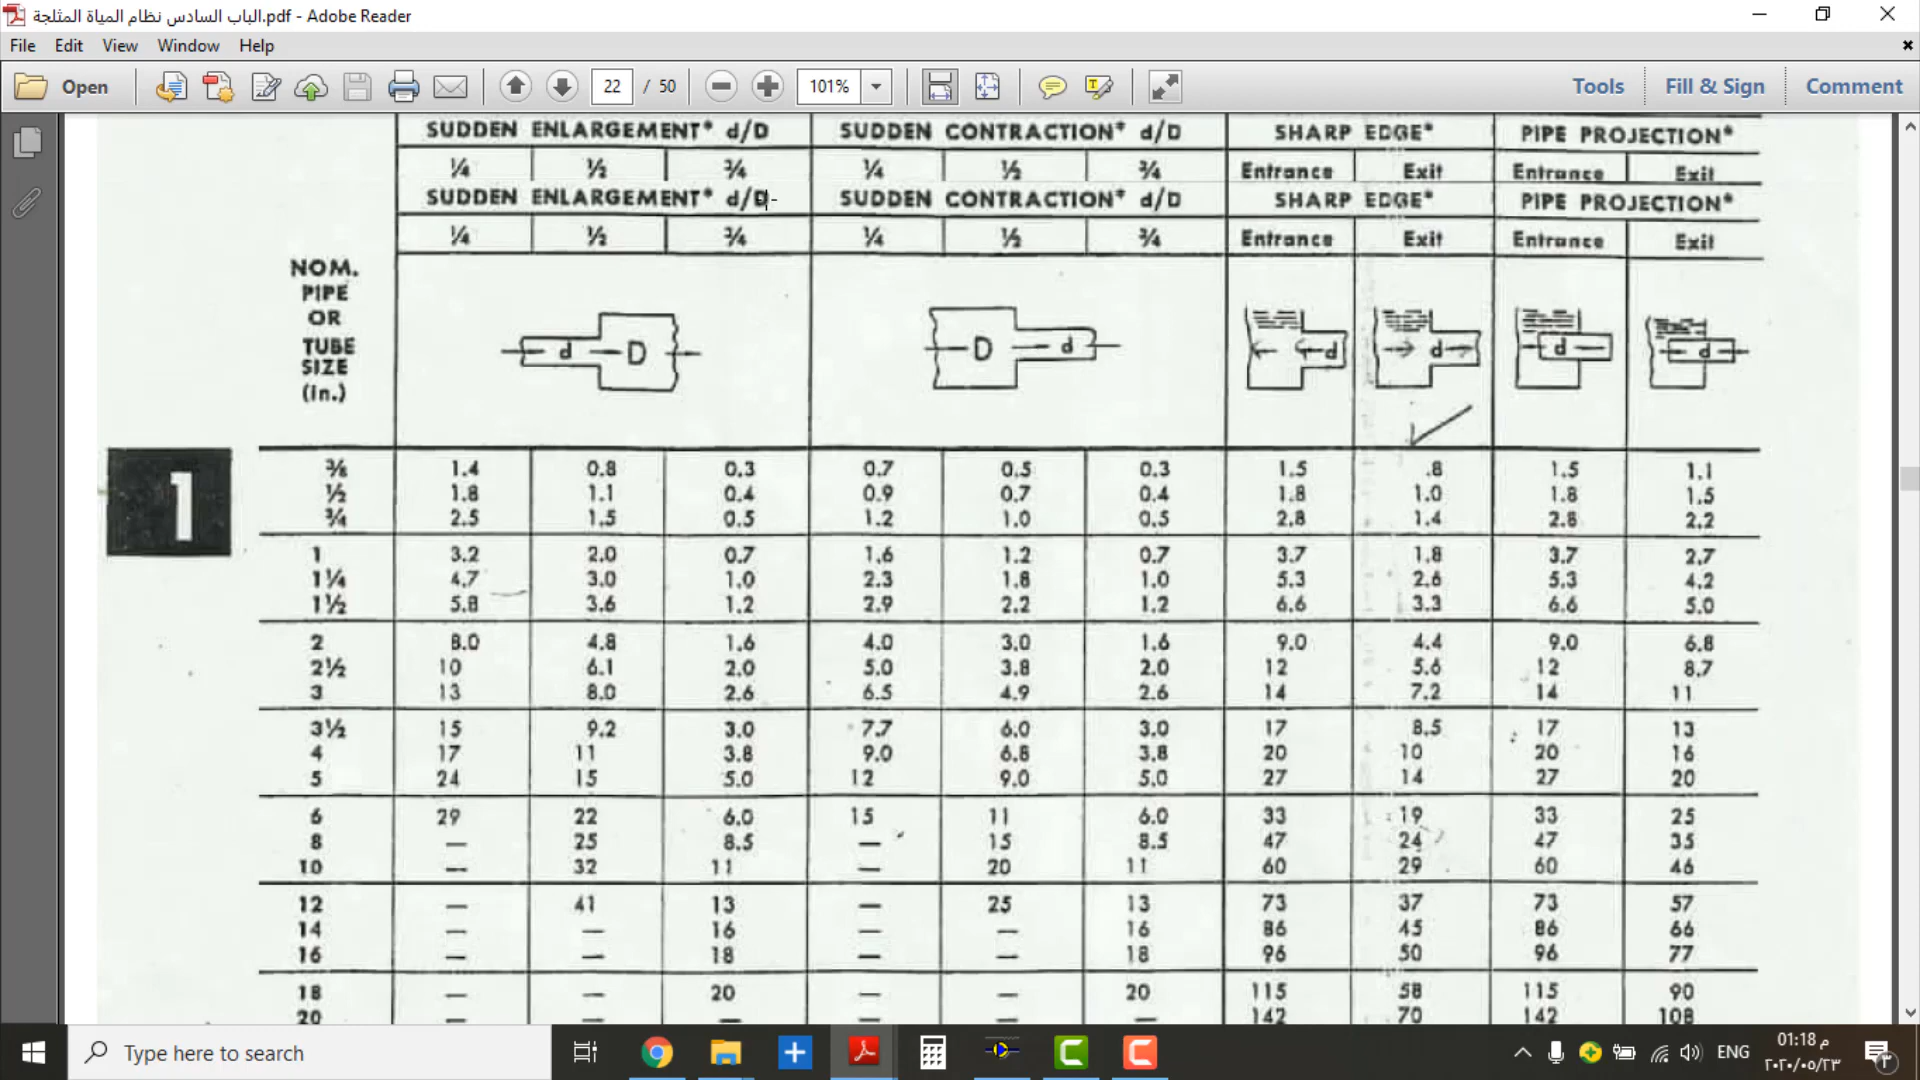 الباب السادس نظام المياة المثلجة.pdf - Adobe Reader
File Edit View Window Help
Open 22 / 50 101% Tools Fill & Sign Comment
SUDDEN ENLARGEMENT* d/D SUDDEN CONTRACTION* d/D SHARP EDGE* PIPE PROJECTION*
¼ ½ ¾ ¼ ½ ¾ Entrance Exit Entrance Exit
SUDDEN ENLARGEMENT* d/D SUDDEN CONTRACTION* d/D SHARP EDGE* PIPE PROJECTION*
¼ ½ ¾ ¼ ½ ¾ Entrance Exit Entrance Exit
NOM.
PIPE
OR
TUBE
SIZE
(in.)
d D D d d d d d
1
⅜ 1.4 0.8 0.3 0.7 0.5 0.3 1.5 .8 1.5 1.1
½ 1.8 1.1 0.4 0.9 0.7 0.4 1.8 1.0 1.8 1.5
¾ 2.5 1.5 0.5 1.2 1.0 0.5 2.8 1.4 2.8 2.2
1 3.2 2.0 0.7 1.6 1.2 0.7 3.7 1.8 3.7 2.7
1¼ 4.7 3.0 1.0 2.3 1.8 1.0 5.3 2.6 5.3 4.2
1½ 5.8 3.6 1.2 2.9 2.2 1.2 6.6 3.3 6.6 5.0
2 8.0 4.8 1.6 4.0 3.0 1.6 9.0 4.4 9.0 6.8
2½ 10 6.1 2.0 5.0 3.8 2.0 12 5.6 12 8.7
3 13 8.0 2.6 6.5 4.9 2.6 14 7.2 14 11
3½ 15 9.2 3.0 7.7 6.0 3.0 17 8.5 17 13
4 17 11 3.8 9.0 6.8 3.8 20 10 20 16
5 24 15 5.0 12 9.0 5.0 27 14 27 20
6 29 22 6.0 15 11 6.0 33 19 33 25
8 — 25 8.5 — 15 8.5 47 24 47 35
10 — 32 11 — 20 11 60 29 60 46
12 — 41 13 — 25 13 73 37 73 57
14 — — 16 — — 16 86 45 86 66
16 — — 18 — — 18 96 50 96 77
18 — — 20 — — 20 115 58 115 90
20 — — — — — — 142 70 142 108
Type here to search
ENG
01:18 م
٢٠٢٠/٠٥/٢٣
٣